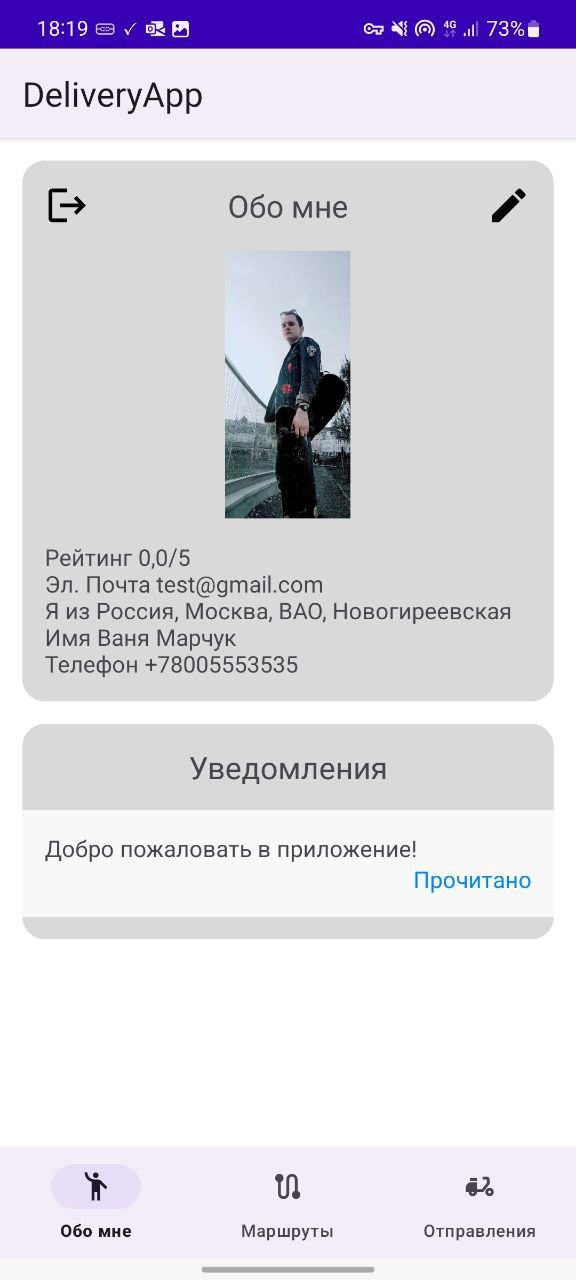 18:19
4G
73%
DeliveryApp
Обо мне
Рейтинг 0,0/5
Эл. Почта test@gmail.com
Я из Россия, Москва, ВАО, Новогиреевская
Имя Ваня Марчук
Телефон +78005553535
Уведомления
Добро пожаловать в приложение!
Прочитано
Обо мне
Маршруты
Отправления